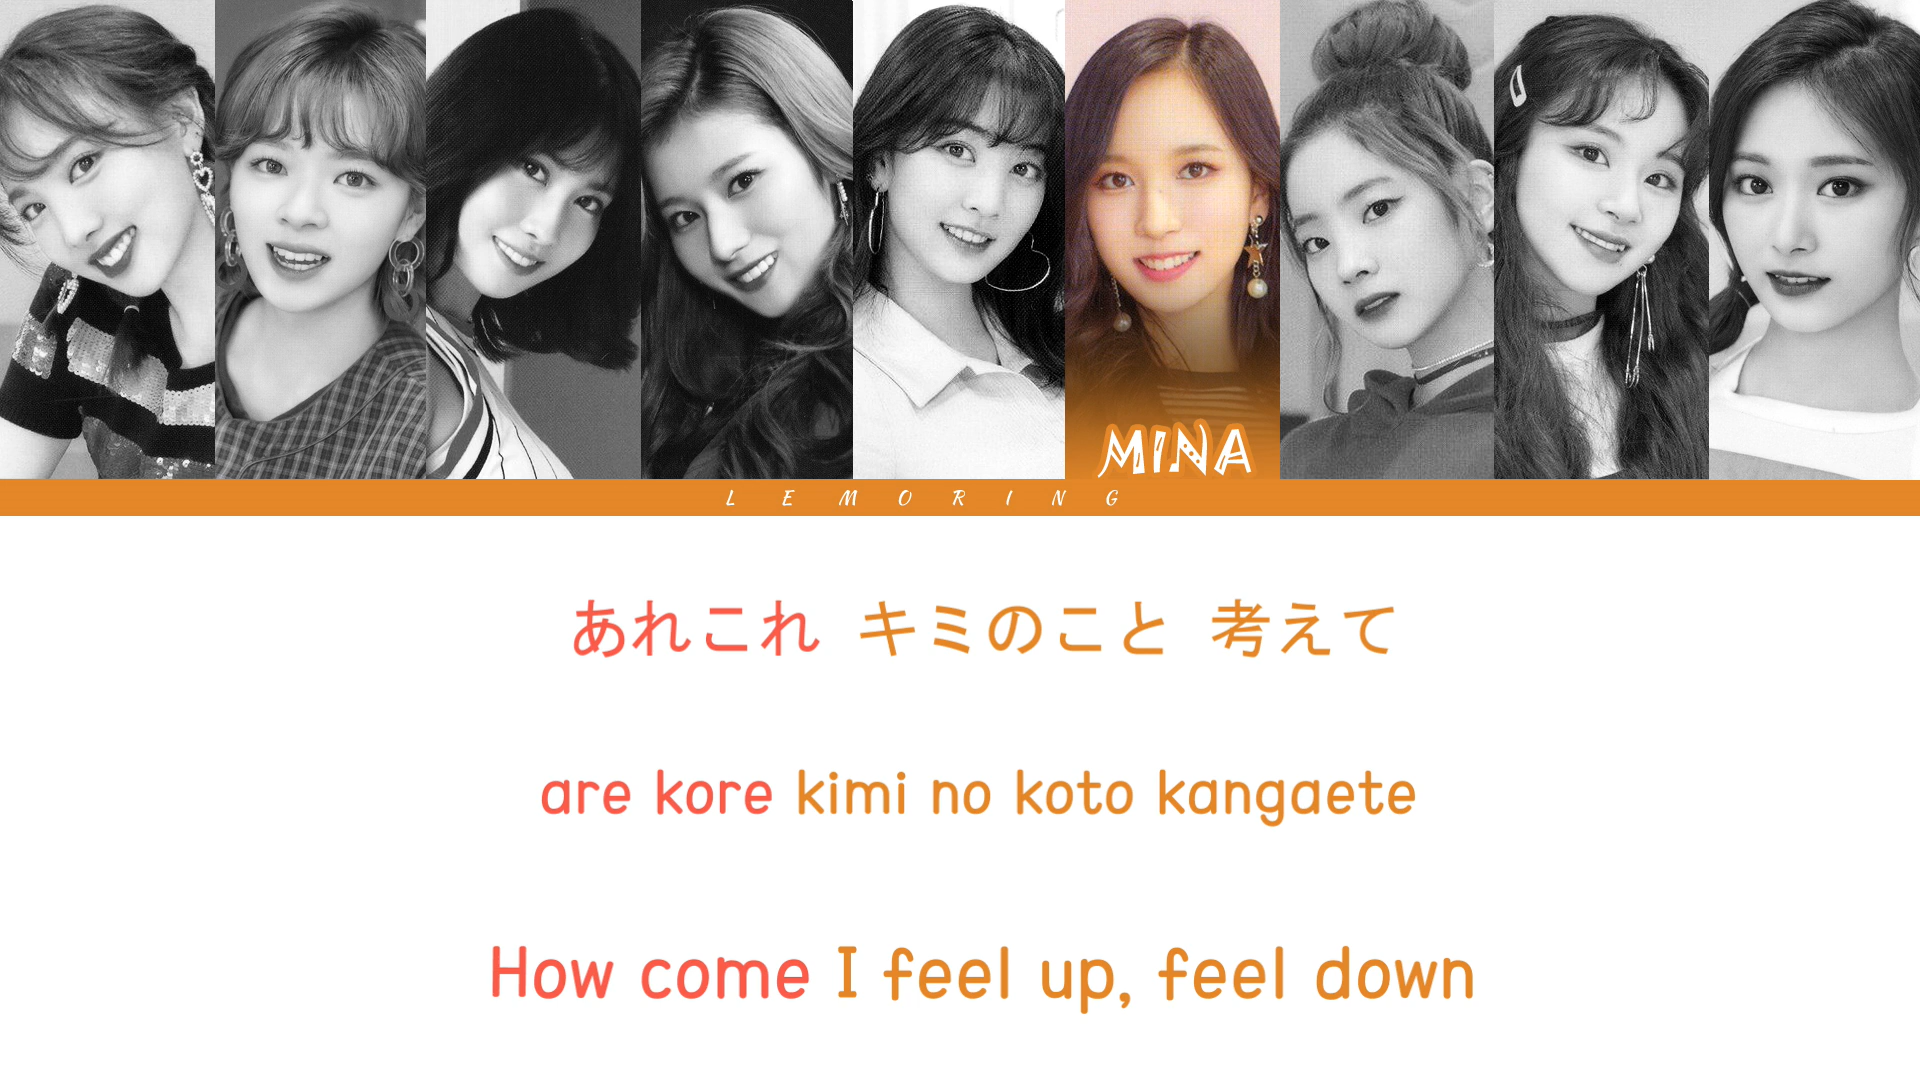 MINA
LEMORING
あれこれ キミのこと 考えて
are kore kimi no koto kangaete
How come I feel up, feel down